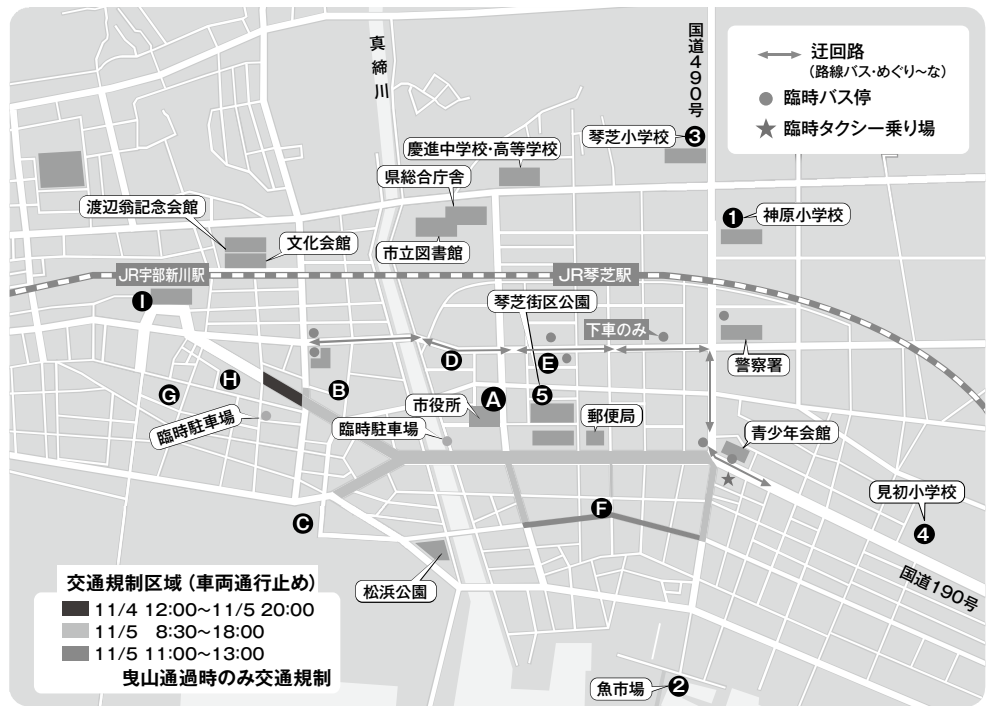 真締川
国道490号
迂回路
(路線バス・めぐり～な)
臨時バス停
臨時タクシー乗り場
琴芝小学校 3
慶進中学校・高等学校
県総合庁舎
市立図書館
渡辺翁記念会館
文化会館
1 神原小学校
JR宇部新川駅
JR琴芝駅
I
琴芝街区公園
下車のみ
警察署
D
E
H
G
B
市役所
A
5
郵便局
臨時駐車場
臨時駐車場
青少年会館
見初小学校
4
C
F
松浜公園
国道190号
魚市場 2
交通規制区域(車両通行止め)
11/4 12:00～11/5 20:00
11/5 8:30～18:00
11/5 11:00～13:00
曳山通過時のみ交通規制